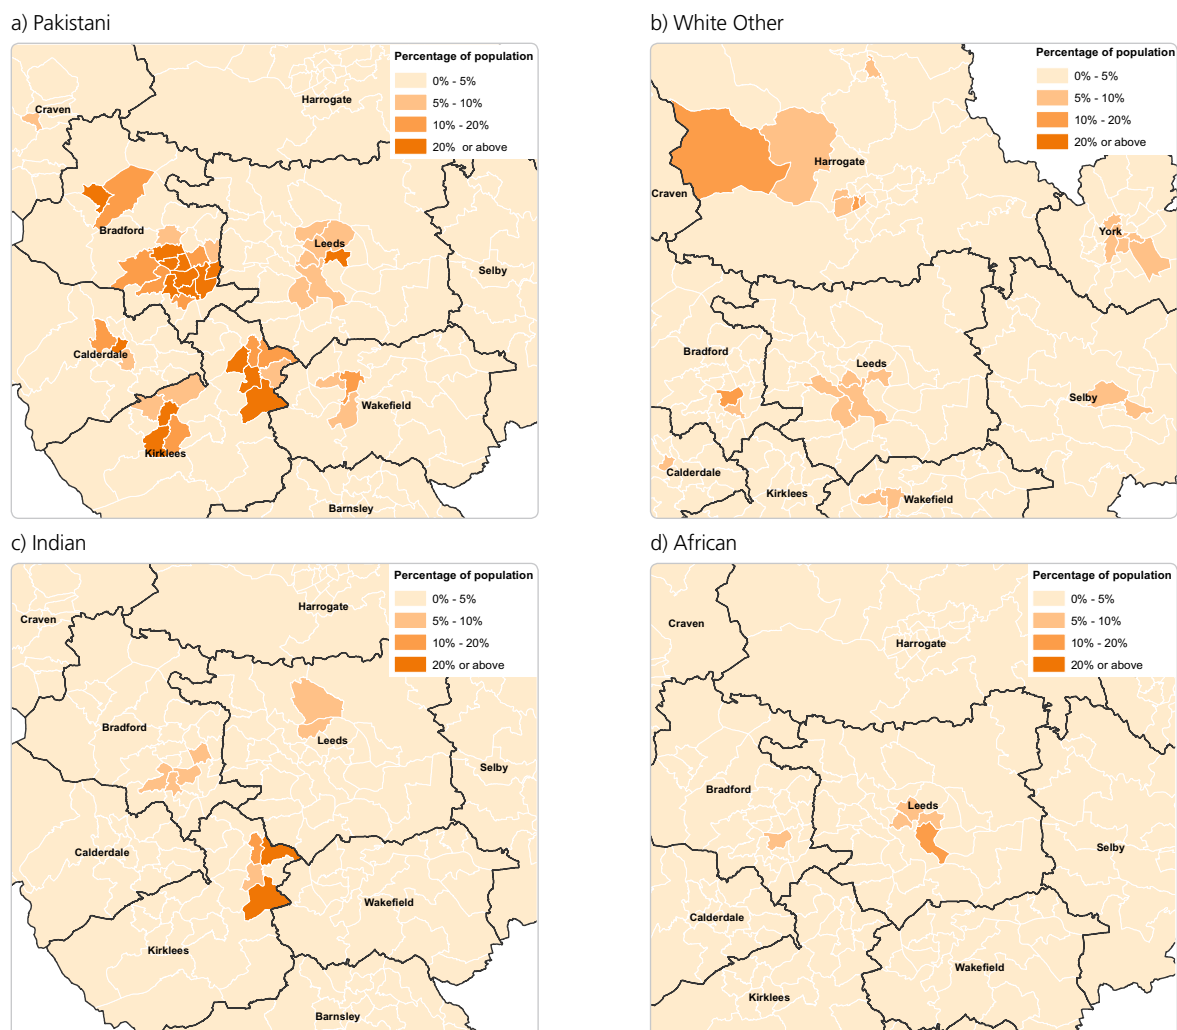 a) Pakistani
Percentage of population
0% - 5%
5% - 10%
10% - 20%
20% or above
Craven
Harrogate
Bradford
Leeds
Selby
Calderdale
Wakefield
Kirklees
Barnsley
b) White Other
Percentage of population
0% - 5%
5% - 10%
10% - 20%
20% or above
Harrogate
Craven
York
Bradford
Leeds
Selby
Calderdale
Kirklees
Wakefield
c) Indian
Percentage of population
0% - 5%
5% - 10%
10% - 20%
20% or above
Harrogate
Craven
Bradford
Leeds
Selby
Calderdale
Wakefield
Kirklees
Barnsley
d) African
Percentage of population
0% - 5%
5% - 10%
10% - 20%
20% or above
Craven
Harrogate
Bradford
Leeds
Selby
Calderdale
Wakefield
Kirklees